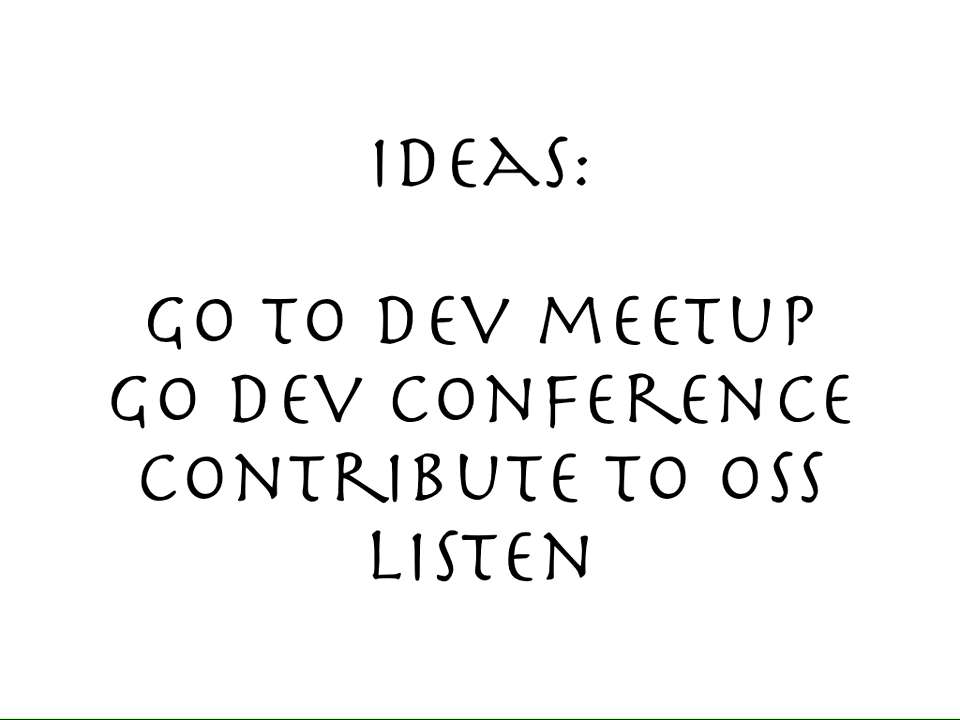 IDEAS:
GO TO DEV MEETUP
GO DEV CONFERENCE
CONTRIBUTE TO OSS
LISTEN